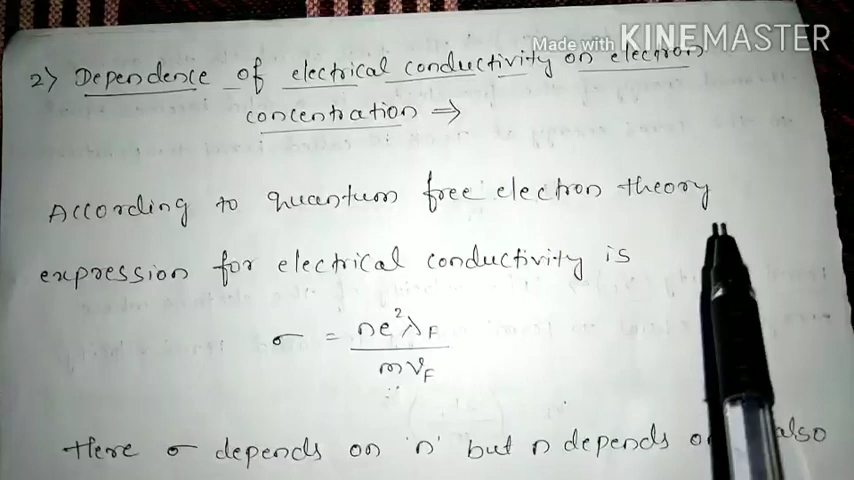 Made with KINEMASTER
2) Dependence of electrical conductivity on electron
concentration ⇒
According to quantum free electron theory
expression for electrical conductivity is
σ = ne²λF / mVF
Here σ depends on 'n' but n depends also